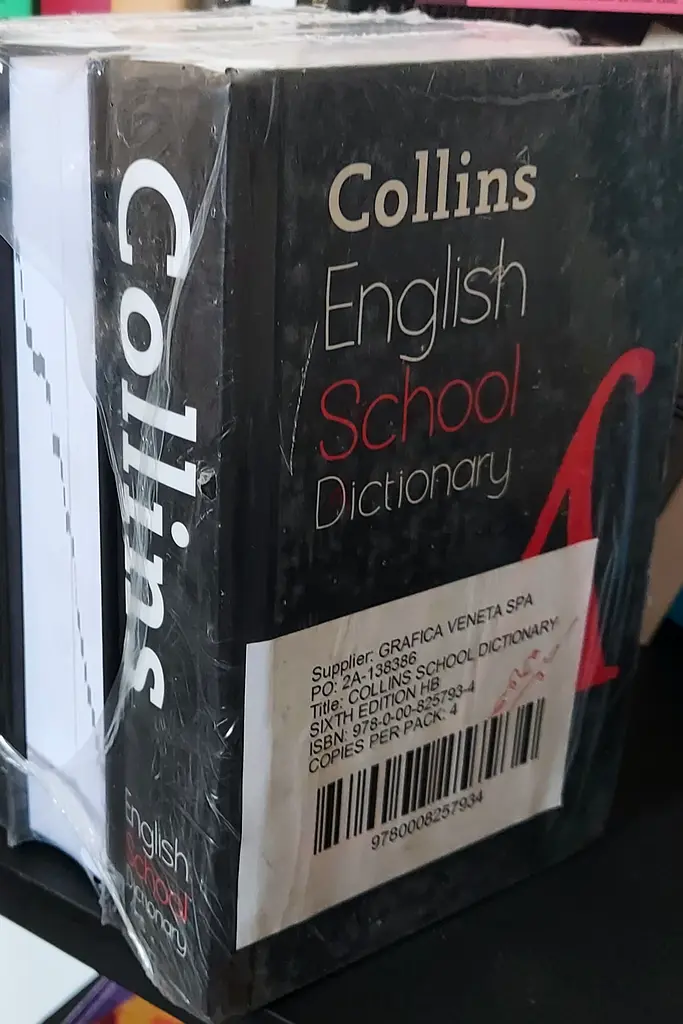 Collins
English
School
Dictionary
Collins
English
School
Dictionary
Supplier: GRAFICA VENETA SPA
PO: 2A-138386
Title: COLLINS SCHOOL DICTIONARY
SIXTH EDITION HB
ISBN: 978-0-00-825793-4
COPIES PER PACK: 4
9780008257934